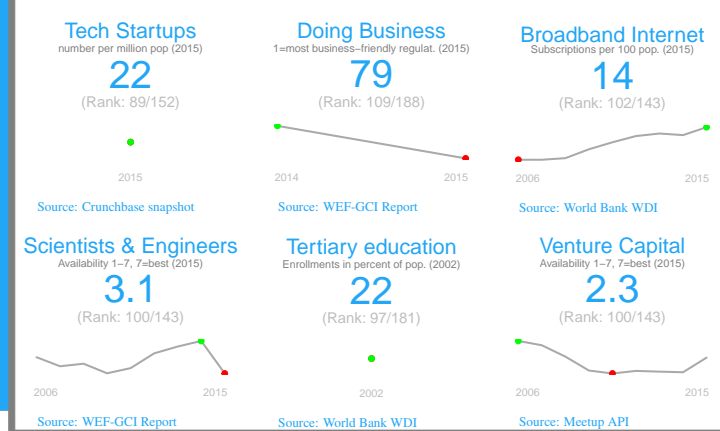 Tech Startups
number per million pop (2015)
22
(Rank: 89/152)
2015
Source: Crunchbase snapshot
Doing Business
1=most business−friendly regulat. (2015)
79
(Rank: 109/188)
2014
2015
Source: WEF-GCI Report
Broadband Internet
Subscriptions per 100 pop. (2015)
14
(Rank: 102/143)
2006
2015
Source: World Bank WDI
Scientists & Engineers
Availability 1−7, 7=best (2015)
3.1
(Rank: 100/143)
2006
2015
Source: WEF-GCI Report
Tertiary education
Enrollments in percent of pop. (2002)
22
(Rank: 97/181)
2002
Source: World Bank WDI
Venture Capital
Availability 1−7, 7=best (2015)
2.3
(Rank: 100/143)
2006
2015
Source: Meetup API